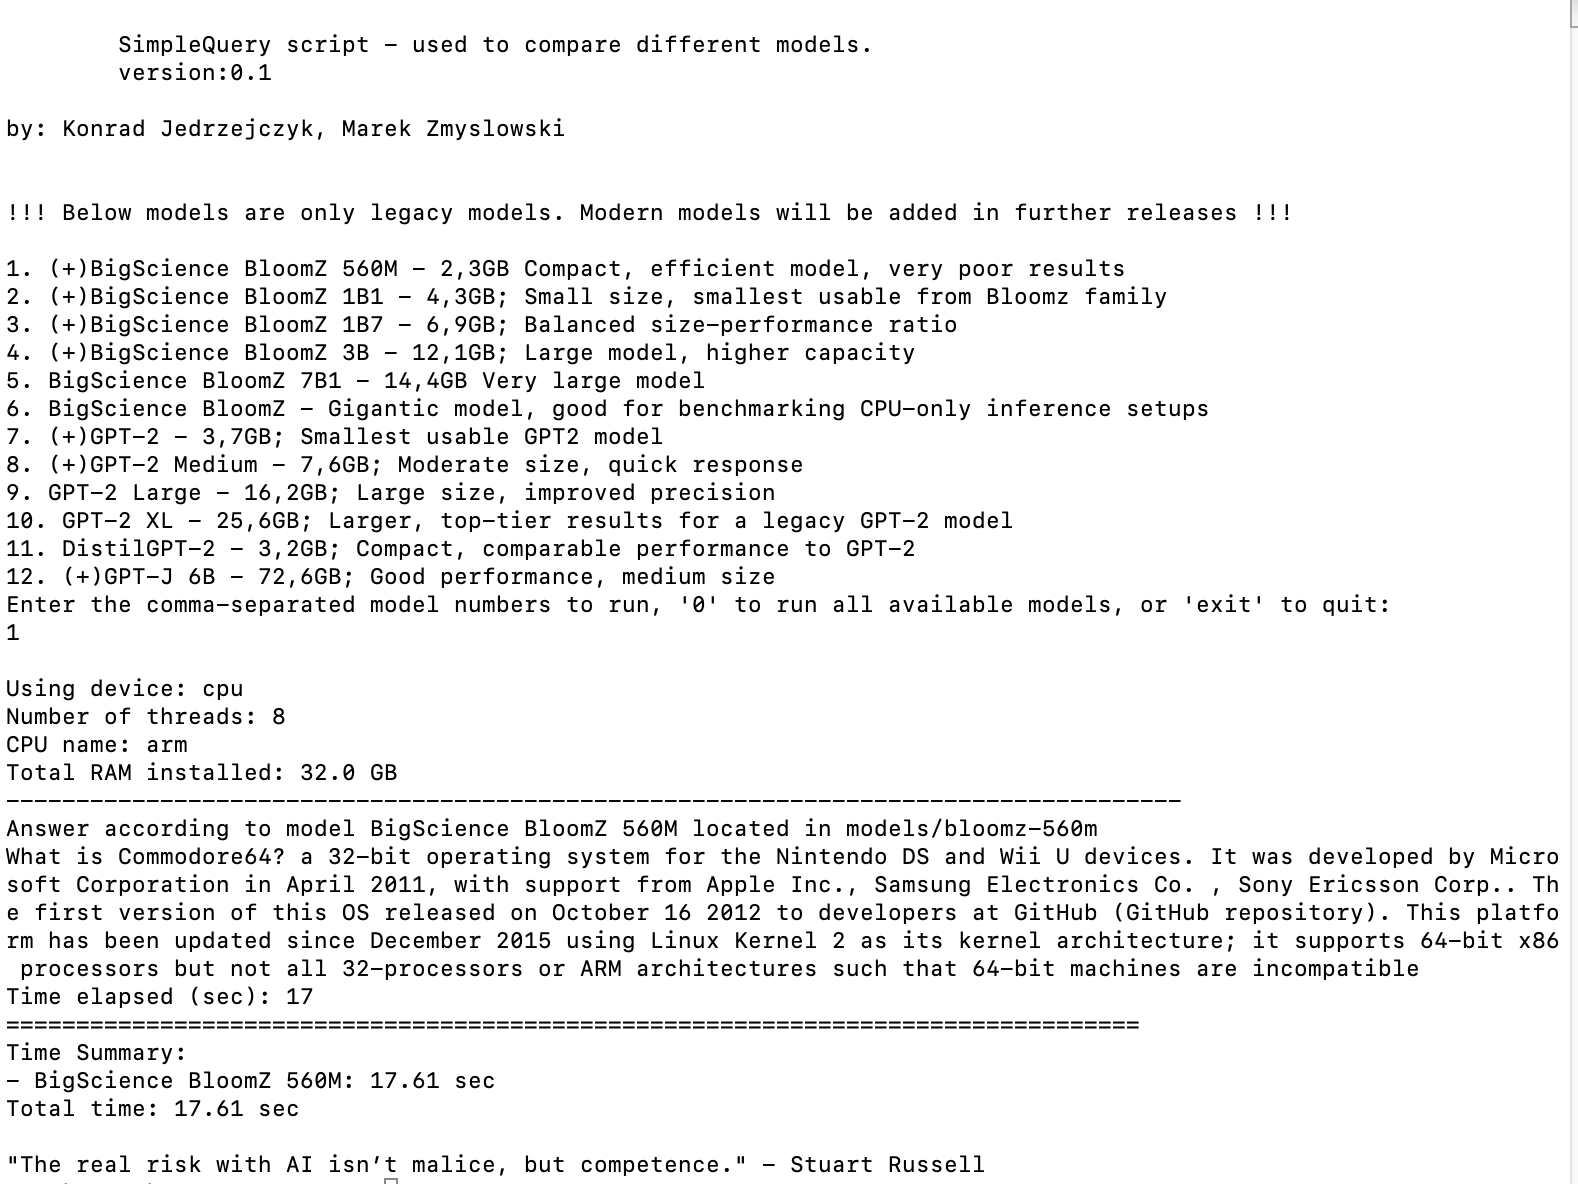 SimpleQuery script – used to compare different models.
version:0.1
by: Konrad Jedrzejczyk, Marek Zmyslowski
!!! Below models are only legacy models. Modern models will be added in further releases !!!
1. (+)BigScience BloomZ 560M – 2,3GB Compact, efficient model, very poor results
2. (+)BigScience BloomZ 1B1 – 4,3GB; Small size, smallest usable from Bloomz family
3. (+)BigScience BloomZ 1B7 – 6,9GB; Balanced size-performance ratio
4. (+)BigScience BloomZ 3B – 12,1GB; Large model, higher capacity
5. BigScience BloomZ 7B1 – 14,4GB Very large model
6. BigScience BloomZ – Gigantic model, good for benchmarking CPU-only inference setups
7. (+)GPT-2 – 3,7GB; Smallest usable GPT2 model
8. (+)GPT-2 Medium – 7,6GB; Moderate size, quick response
9. GPT-2 Large – 16,2GB; Large size, improved precision
10. GPT-2 XL – 25,6GB; Larger, top-tier results for a legacy GPT-2 model
11. DistilGPT-2 – 3,2GB; Compact, comparable performance to GPT-2
12. (+)GPT-J 6B – 72,6GB; Good performance, medium size
Enter the comma-separated model numbers to run, '0' to run all available models, or 'exit' to quit:
1
Using device: cpu
Number of threads: 8
CPU name: arm
Total RAM installed: 32.0 GB
------------------------------------------------------------------------------------
Answer according to model BigScience BloomZ 560M located in models/bloomz-560m
What is Commodore64? a 32-bit operating system for the Nintendo DS and Wii U devices. It was developed by Micro
soft Corporation in April 2011, with support from Apple Inc., Samsung Electronics Co. , Sony Ericsson Corp.. Th
e first version of this OS released on October 16 2012 to developers at GitHub (GitHub repository). This platfo
rm has been updated since December 2015 using Linux Kernel 2 as its kernel architecture; it supports 64-bit x86
 processors but not all 32-processors or ARM architectures such that 64-bit machines are incompatible
Time elapsed (sec): 17
=================================================================================
Time Summary:
– BigScience BloomZ 560M: 17.61 sec
Total time: 17.61 sec
"The real risk with AI isn’t malice, but competence." – Stuart Russell